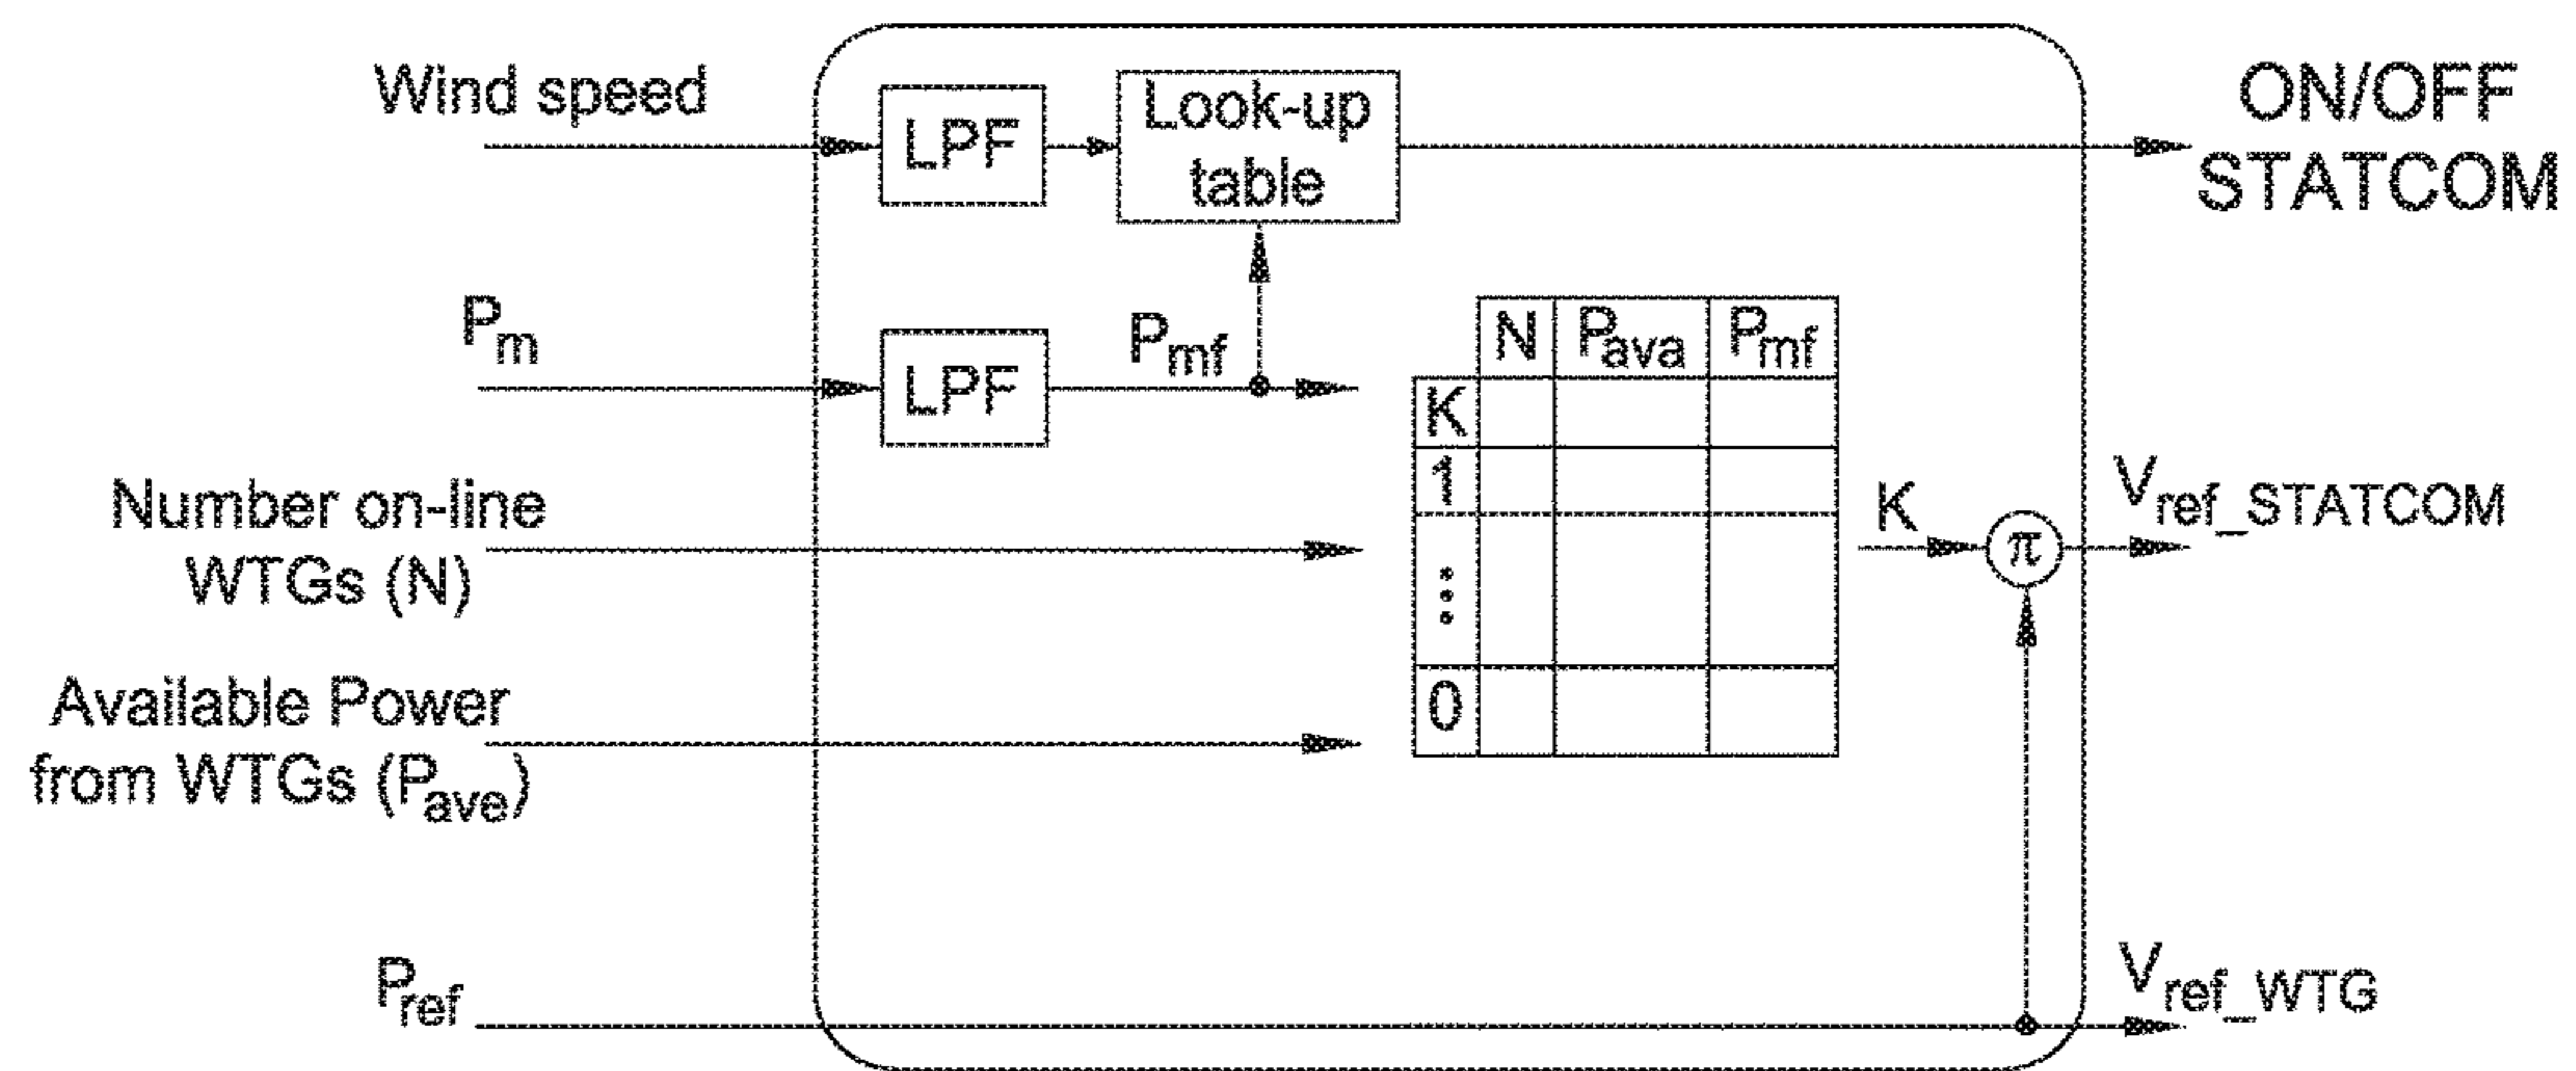 Wind speed
LPF
Look-up
table
ON/OFF
STATCOM
Pm
LPF
Pmf
N Pava Pmf
K
1
⋮
0
Number on-line
WTGs (N)
K
π
Vref_STATCOM
Available Power
from WTGs (Pave)
Pref
Vref_WTG